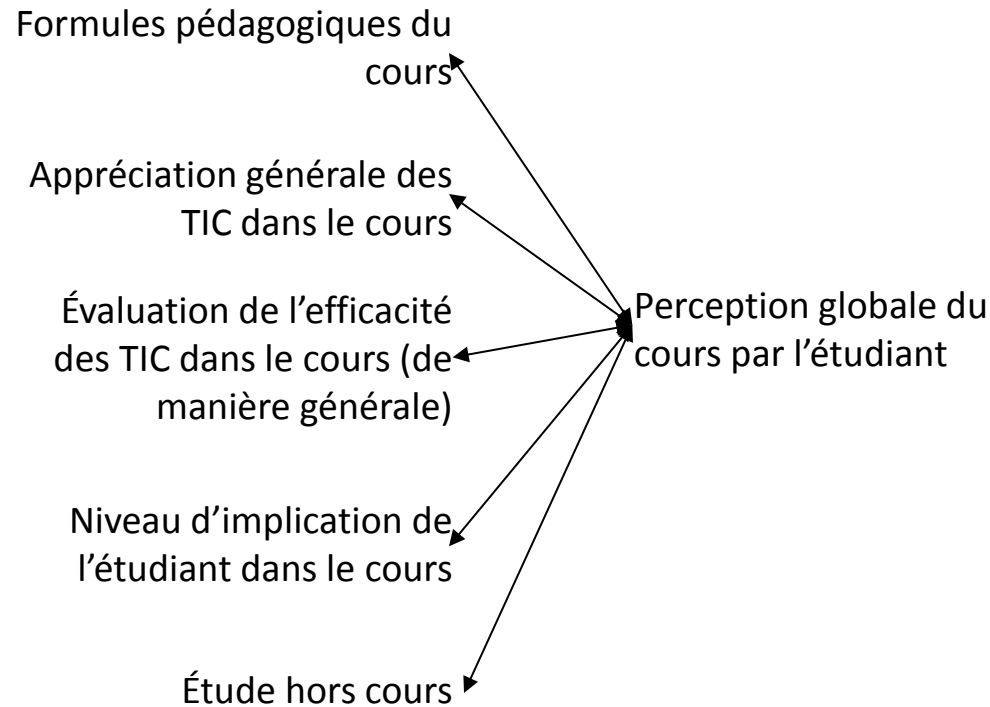 Formules pédagogiques du
cours
Appréciation générale des
TIC dans le cours
Évaluation de l’efficacité
des TIC dans le cours (de
manière générale)
Niveau d’implication de
l’étudiant dans le cours
Étude hors cours
Perception globale du
cours par l’étudiant